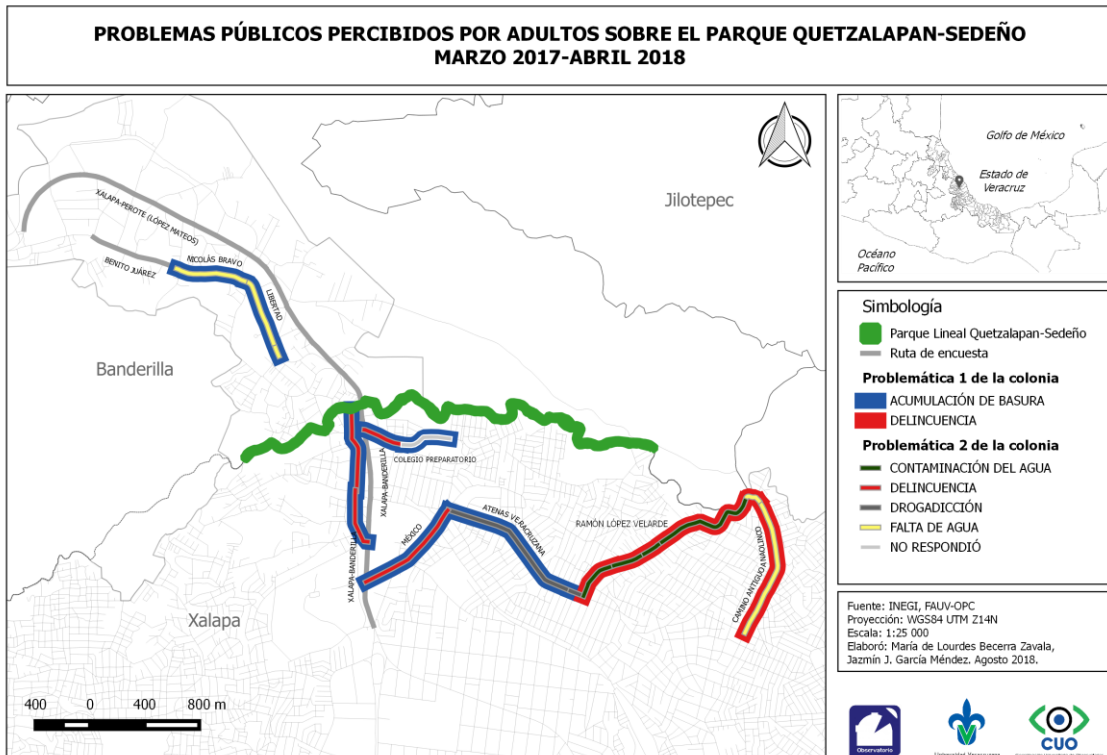 PROBLEMAS PÚBLICOS PERCIBIDOS POR ADULTOS SOBRE EL PARQUE QUETZALAPAN-SEDEÑO
MARZO 2017-ABRIL 2018
Jilotepec
Banderilla
Xalapa
XALAPA-PEROTE (LÓPEZ MATEOS)
BENITO JUÁREZ
NICOLÁS BRAVO
LIBERTAD
COLEGIO PREPARATORIO
XALAPA-BANDERILLA
XALAPA-BANDERILLA
MÉXICO
ATENAS VERACRUZANA
RAMÓN LÓPEZ VELARDE
CAMINO ANTIGUO A NAOLINCO
400 0 400 800 m
Golfo de México
Estado de
Veracruz
Océano
Pacífico
Simbología
Parque Lineal Quetzalapan-Sedeño
Ruta de encuesta
Problemática 1 de la colonia
ACUMULACIÓN DE BASURA
DELINCUENCIA
Problemática 2 de la colonia
CONTAMINACIÓN DEL AGUA
DELINCUENCIA
DROGADICCIÓN
FALTA DE AGUA
NO RESPONDIÓ
Fuente: INEGI, FAUV-OPC
Proyección: WGS84 UTM Z14N
Escala: 1:25 000
Elaboró: María de Lourdes Becerra Zavala,
Jazmín J. García Méndez. Agosto 2018.
Observatorio
CUO